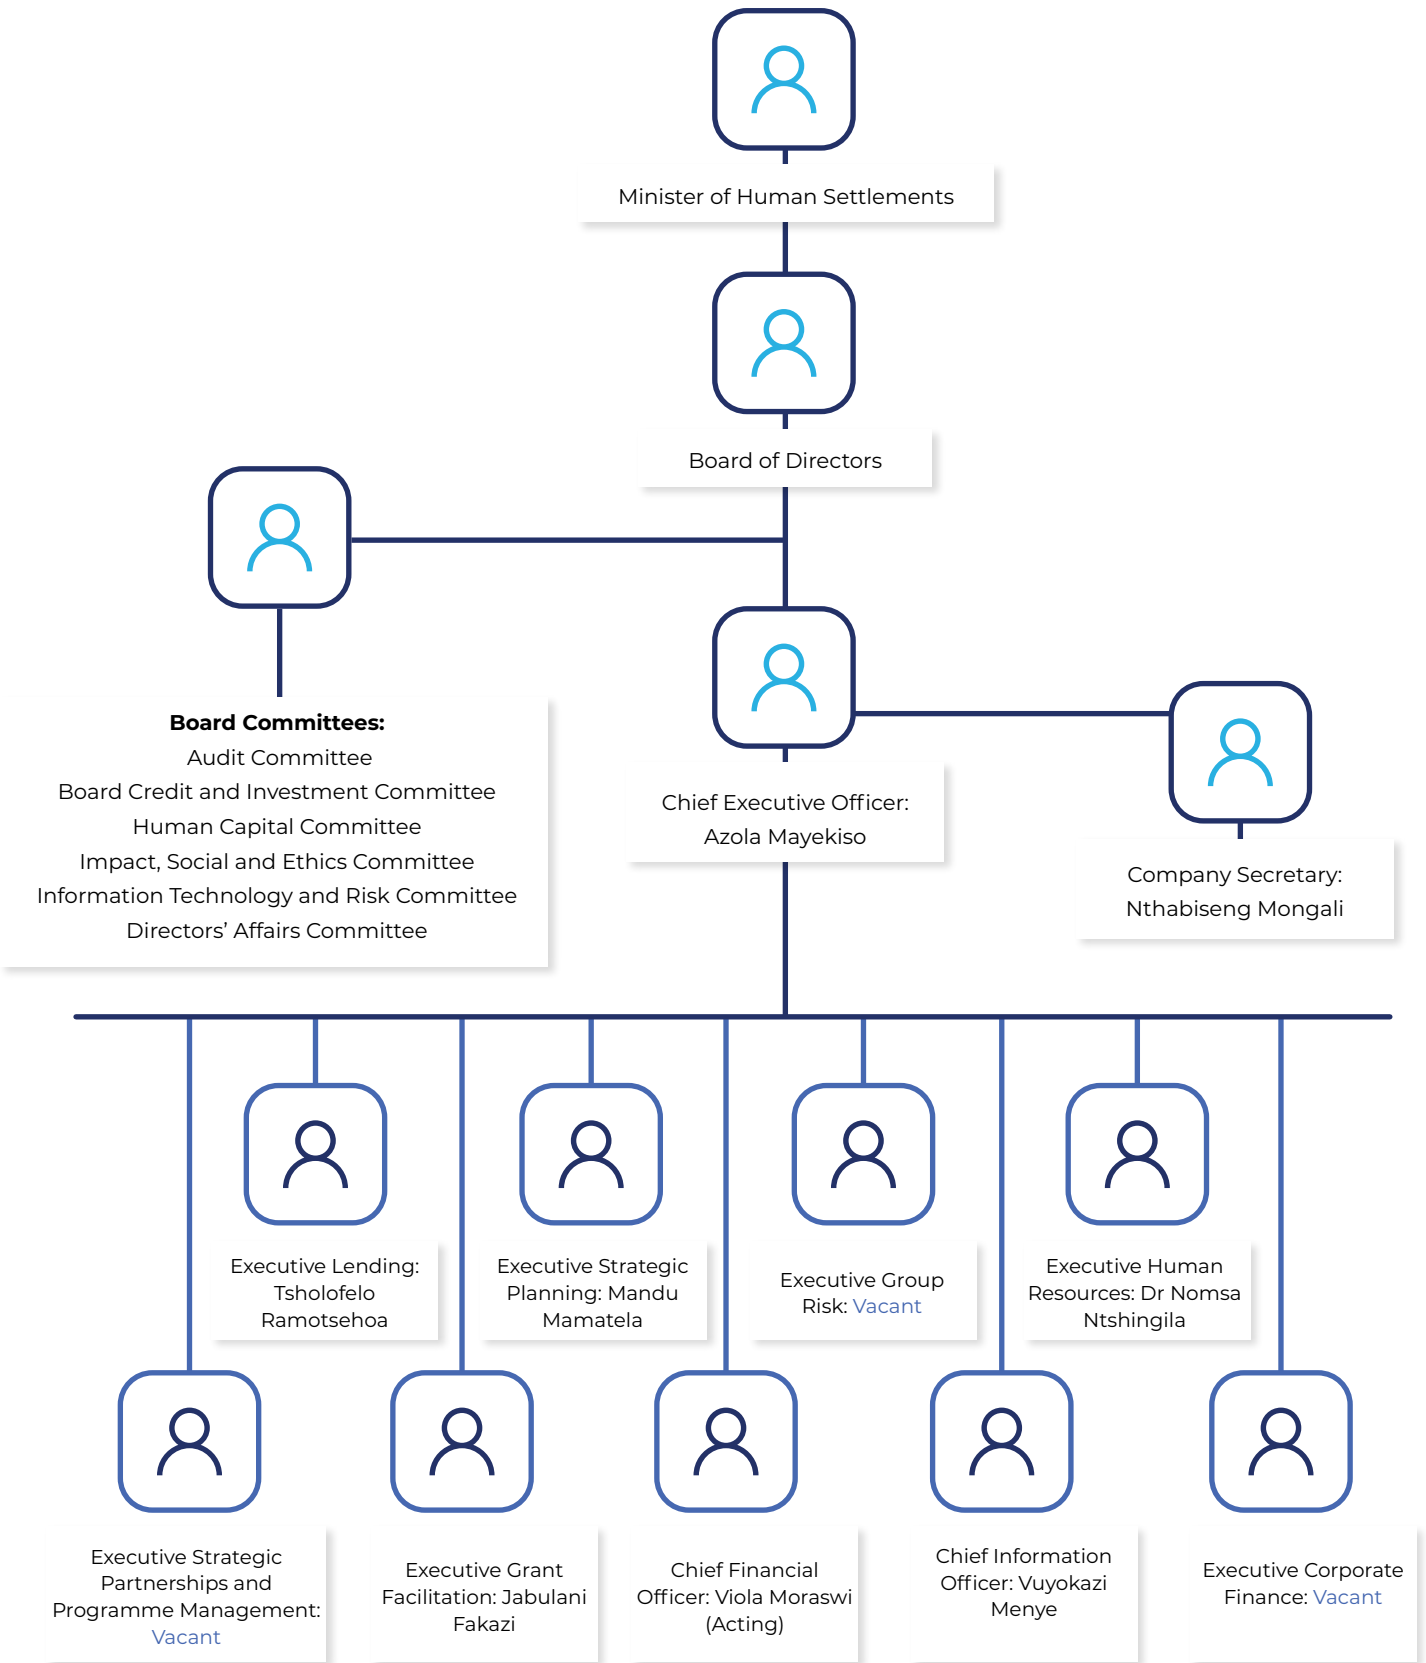 Minister of Human Settlements
Board of Directors
Board Committees:
Audit Committee
Board Credit and Investment Committee
Human Capital Committee
Impact, Social and Ethics Committee
Information Technology and Risk Committee
Directors’ Affairs Committee
Chief Executive Officer:
Azola Mayekiso
Company Secretary:
Nthabiseng Mongali
Executive Lending:
Tsholofelo
Ramotsehoa
Executive Strategic
Planning: Mandu
Mamatela
Executive Group
Risk: Vacant
Executive Human
Resources: Dr Nomsa
Ntshingila
Executive Strategic
Partnerships and
Programme Management:
Vacant
Executive Grant
Facilitation: Jabulani
Fakazi
Chief Financial
Officer: Viola Moraswi
(Acting)
Chief Information
Officer: Vuyokazi
Menye
Executive Corporate
Finance: Vacant